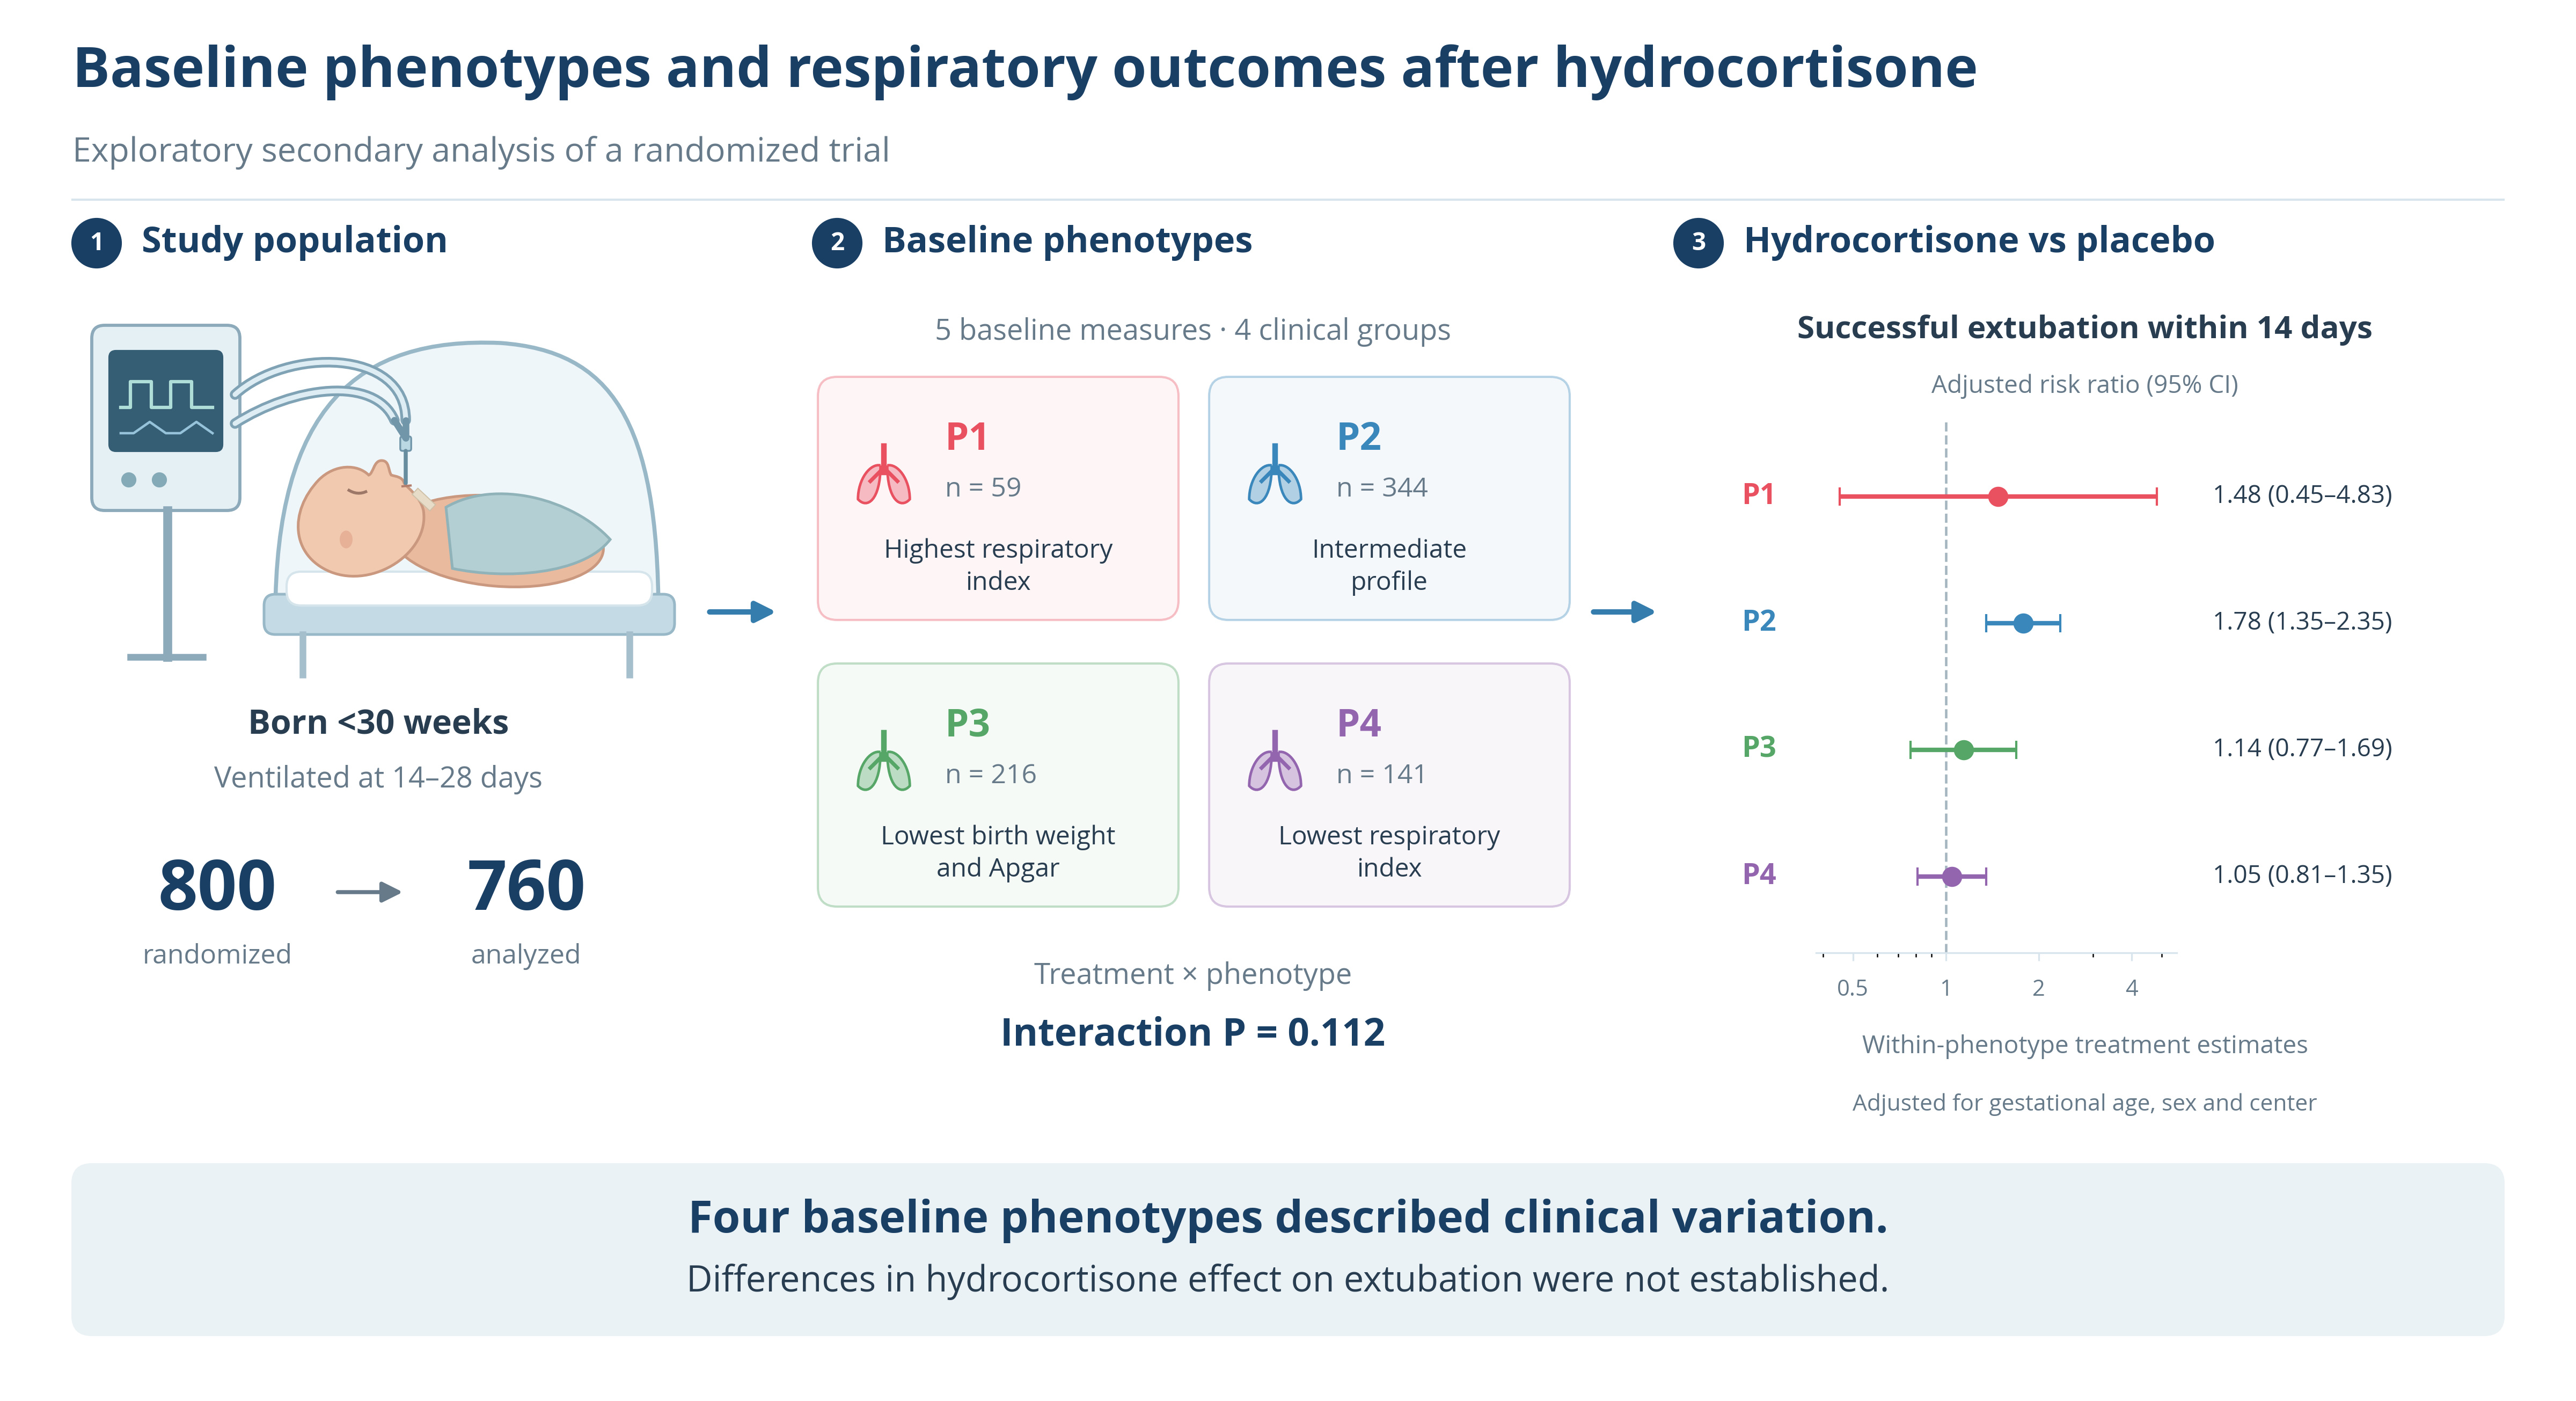 Baseline phenotypes and respiratory outcomes after hydrocortisone
Exploratory secondary analysis of a randomized trial
1 Study population
Born <30 weeks
Ventilated at 14–28 days
800 760
randomized analyzed
2 Baseline phenotypes
5 baseline measures · 4 clinical groups
P1
n = 59
Highest respiratory
index
P2
n = 344
Intermediate
profile
P3
n = 216
Lowest birth weight
and Apgar
P4
n = 141
Lowest respiratory
index
Treatment × phenotype
Interaction P = 0.112
3 Hydrocortisone vs placebo
Successful extubation within 14 days
Adjusted risk ratio (95% CI)
P1 1.48 (0.45–4.83)
P2 1.78 (1.35–2.35)
P3 1.14 (0.77–1.69)
P4 1.05 (0.81–1.35)
0.5 1 2 4
Within-phenotype treatment estimates
Adjusted for gestational age, sex and center
Four baseline phenotypes described clinical variation.
Differences in hydrocortisone effect on extubation were not established.